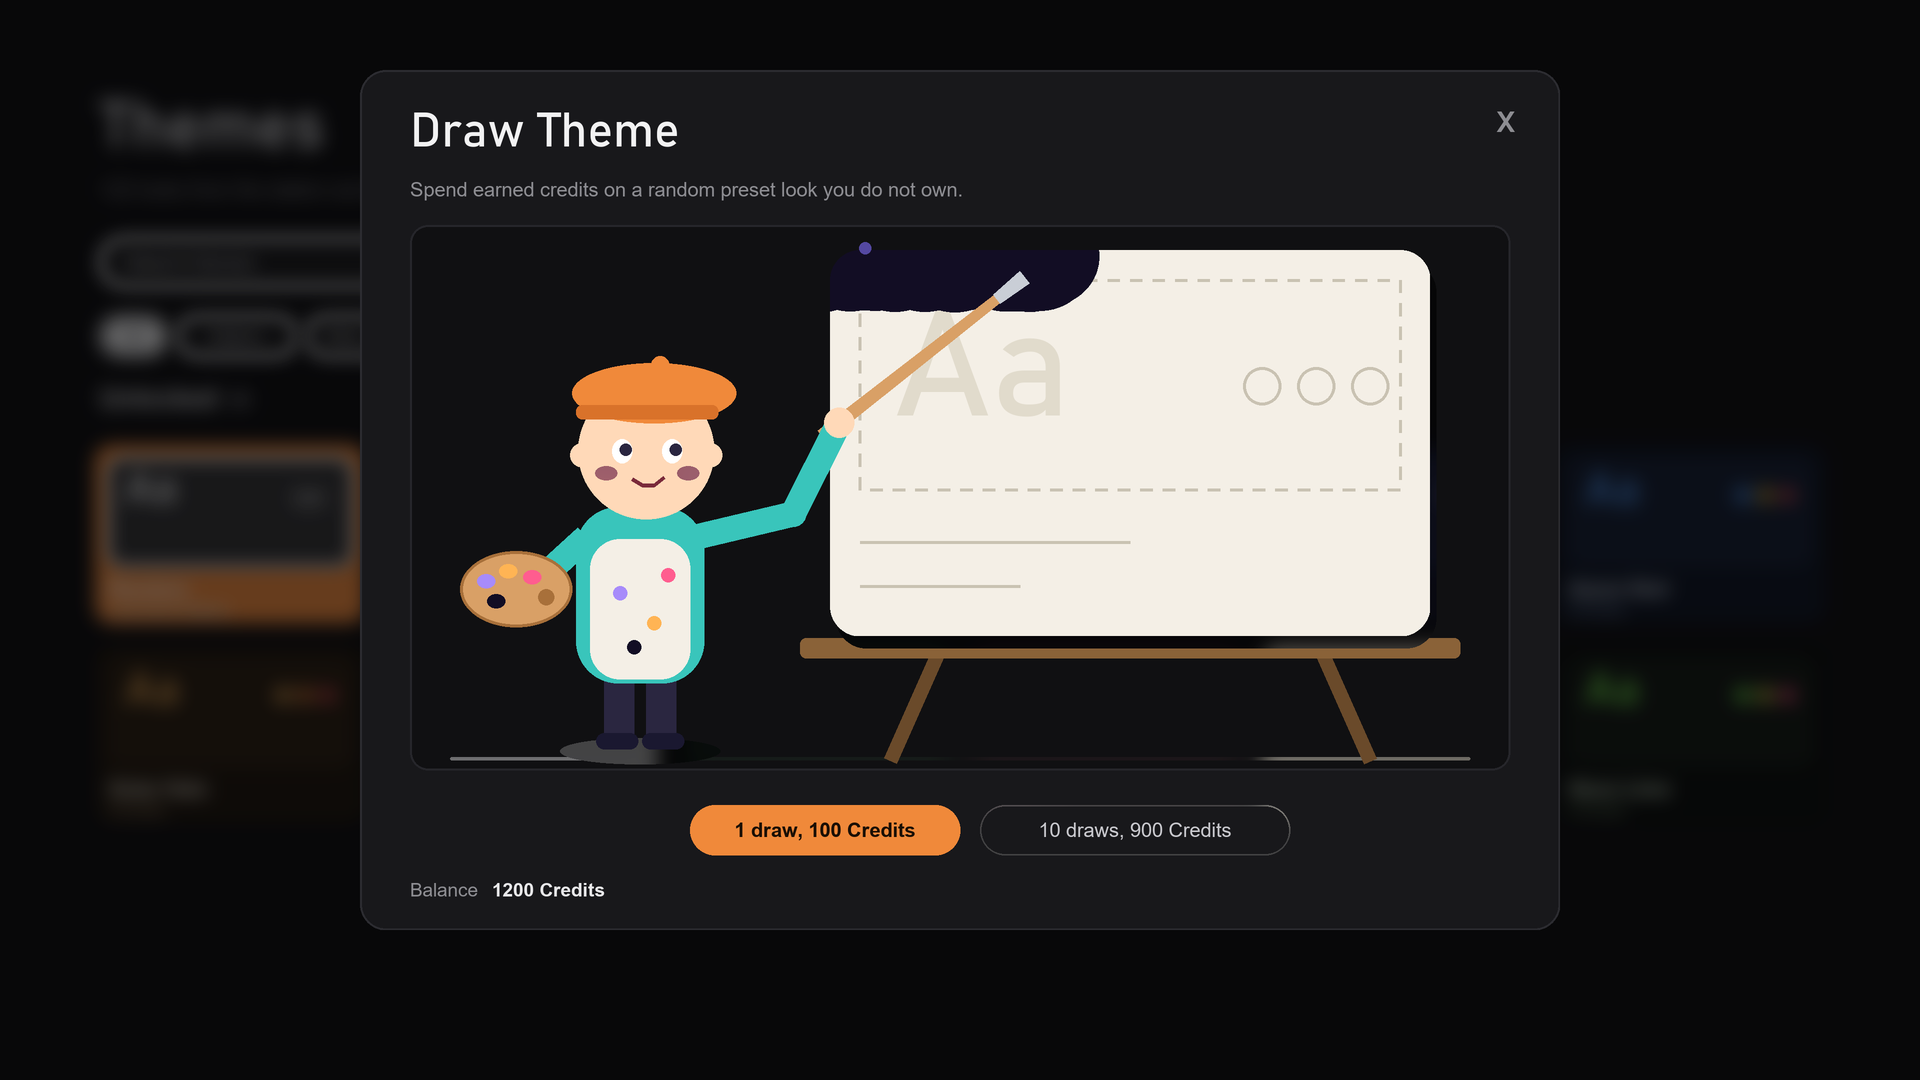 Themes
Draw Theme
X
Spend earned credits on a random preset look you do not own.
Aa
1 draw, 100 Credits
10 draws, 900 Credits
Balance 1200 Credits